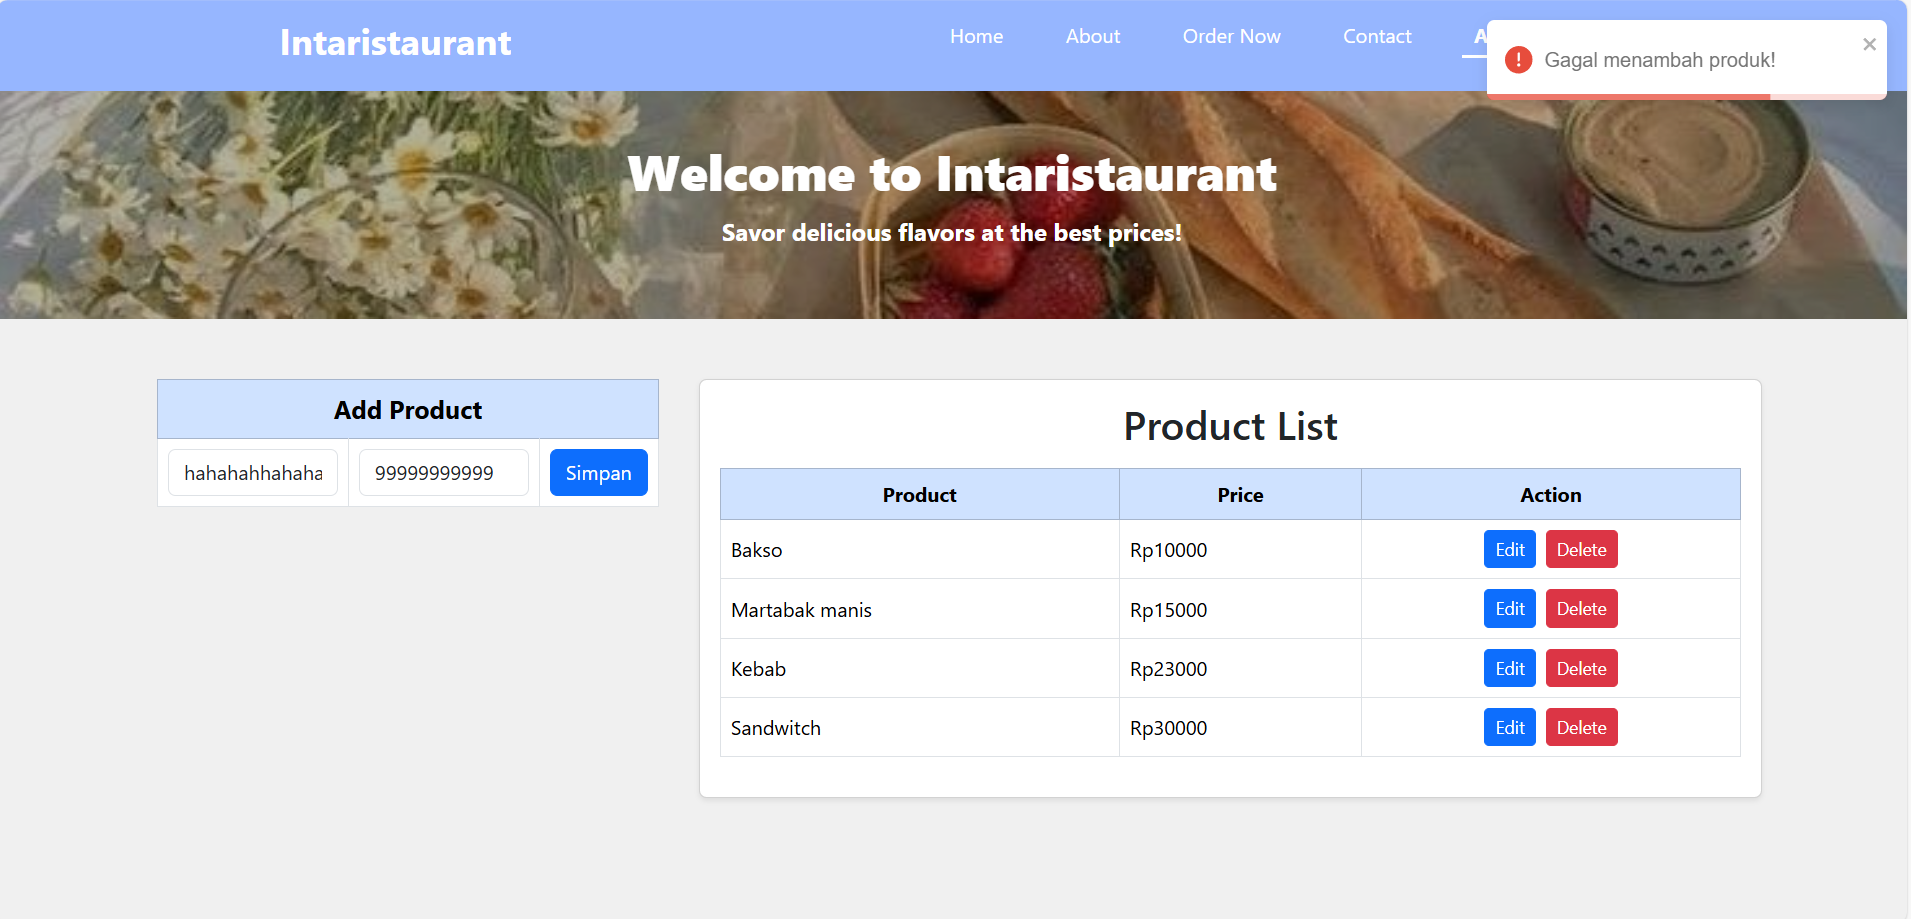 Intaristaurant
Home About Order Now Contact
Gagal menambah produk!
Welcome to Intaristaurant
Savor delicious flavors at the best prices!
Add Product
hahahahhahaha 99999999999 Simpan
Product List
Product Price Action
Bakso Rp10000 Edit Delete
Martabak manis Rp15000 Edit Delete
Kebab Rp23000 Edit Delete
Sandwitch Rp30000 Edit Delete